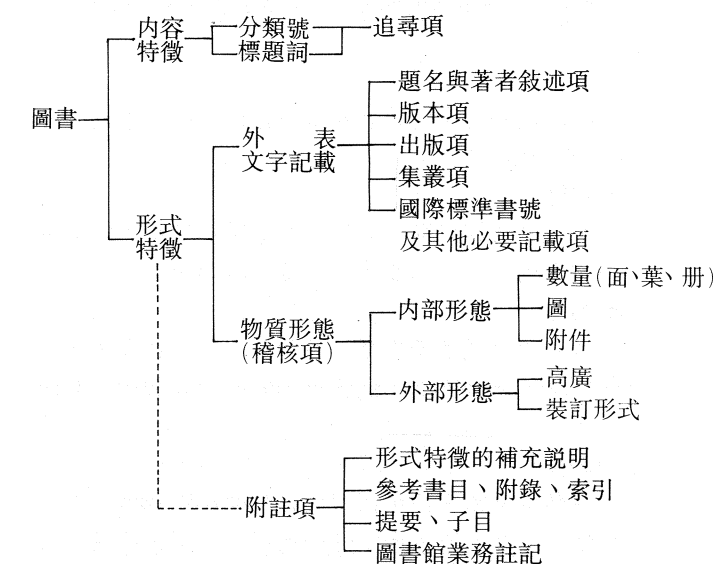 圖書
內容
特徵
分類號
標題詞
追尋項
形式
特徵
外 表
文字記載
題名與著者敍述項
版本項
出版項
集叢項
國際標準書號
及其他必要記載項
物質形態
(稽核項)
內部形態
數量(面、葉、册)
圖
附件
外部形態
高廣
裝訂形式
附註項
形式特徵的補充說明
參考書目、附錄、索引
提要、子目
圖書館業務註記